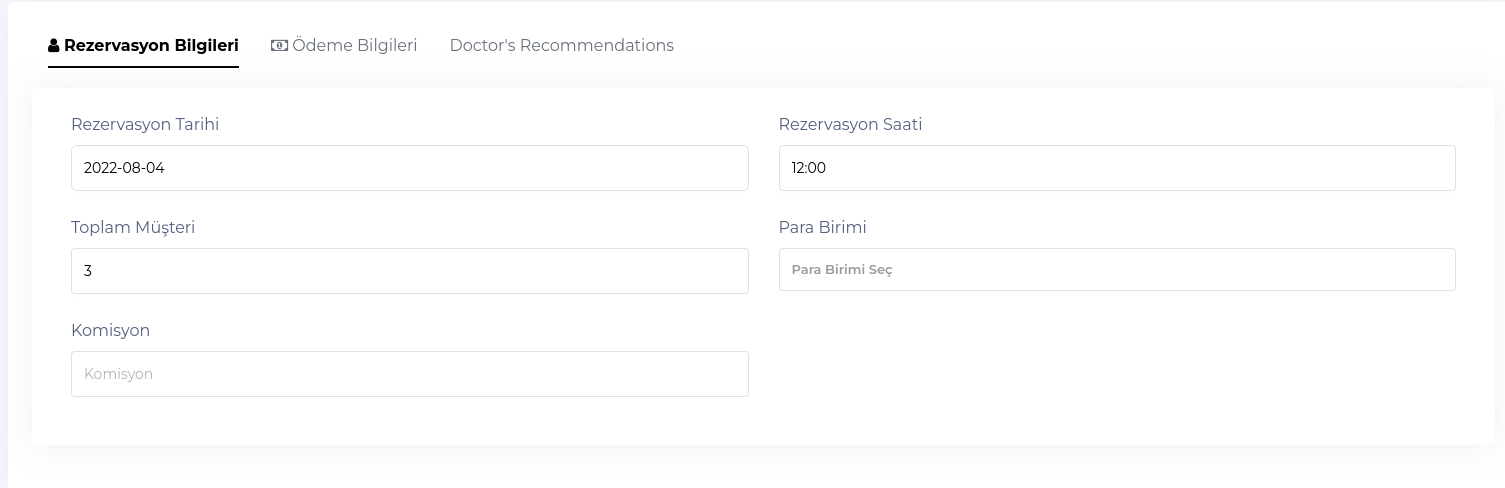 Rezervasyon Bilgileri Ödeme Bilgileri Doctor's Recommendations
Rezervasyon Tarihi Rezervasyon Saati
2022-08-04 12:00
Toplam Müşteri Para Birimi
3 Para Birimi Seç
Komisyon
Komisyon